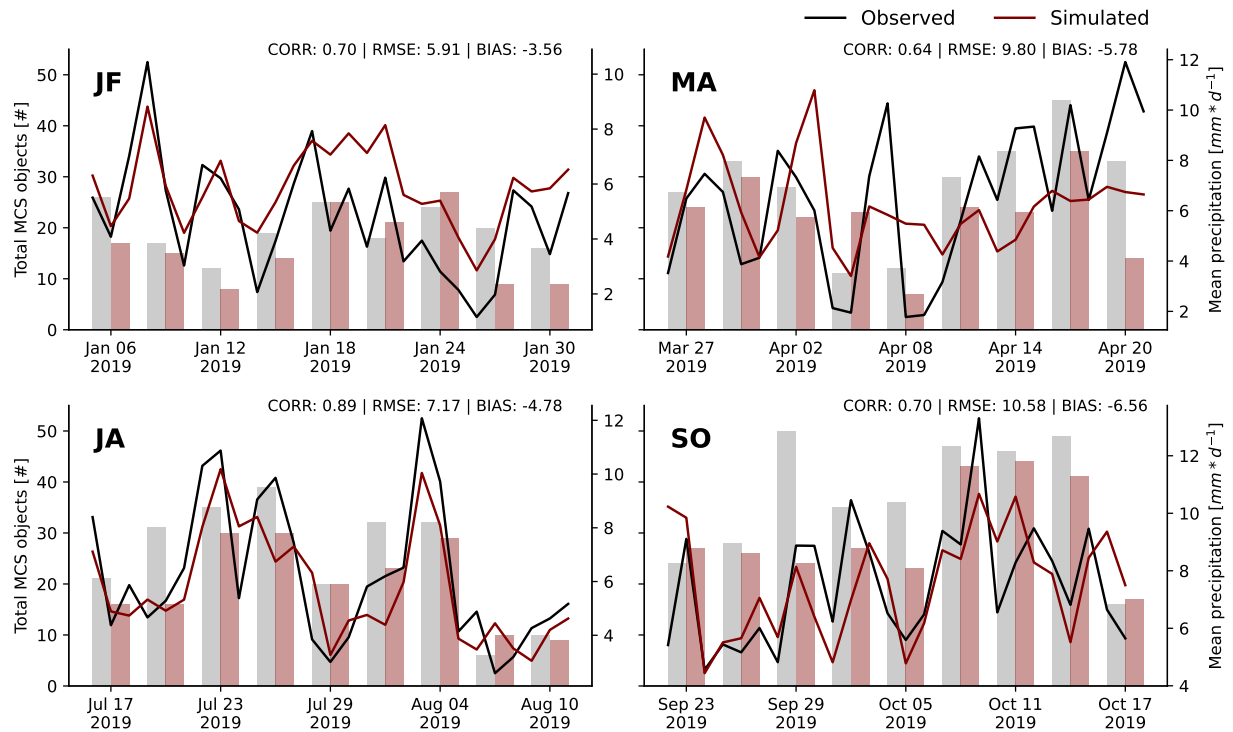 Observed Simulated
CORR: 0.70 | RMSE: 5.91 | BIAS: -3.56
CORR: 0.64 | RMSE: 9.80 | BIAS: -5.78
JF
MA
Total MCS objects [#]
50
40
30
20
10
0
10
8
6
4
2
12
10
8
6
4
2
Mean precipitation [mm * d⁻¹]
Jan 06 Jan 12 Jan 18 Jan 24 Jan 30
2019 2019 2019 2019 2019
Mar 27 Apr 02 Apr 08 Apr 14 Apr 20
2019 2019 2019 2019 2019
CORR: 0.89 | RMSE: 7.17 | BIAS: -4.78
CORR: 0.70 | RMSE: 10.58 | BIAS: -6.56
JA
SO
Total MCS objects [#]
50
40
30
20
10
0
12
10
8
6
4
12
10
8
6
4
Mean precipitation [mm * d⁻¹]
Jul 17 Jul 23 Jul 29 Aug 04 Aug 10
2019 2019 2019 2019 2019
Sep 23 Sep 29 Oct 05 Oct 11 Oct 17
2019 2019 2019 2019 2019